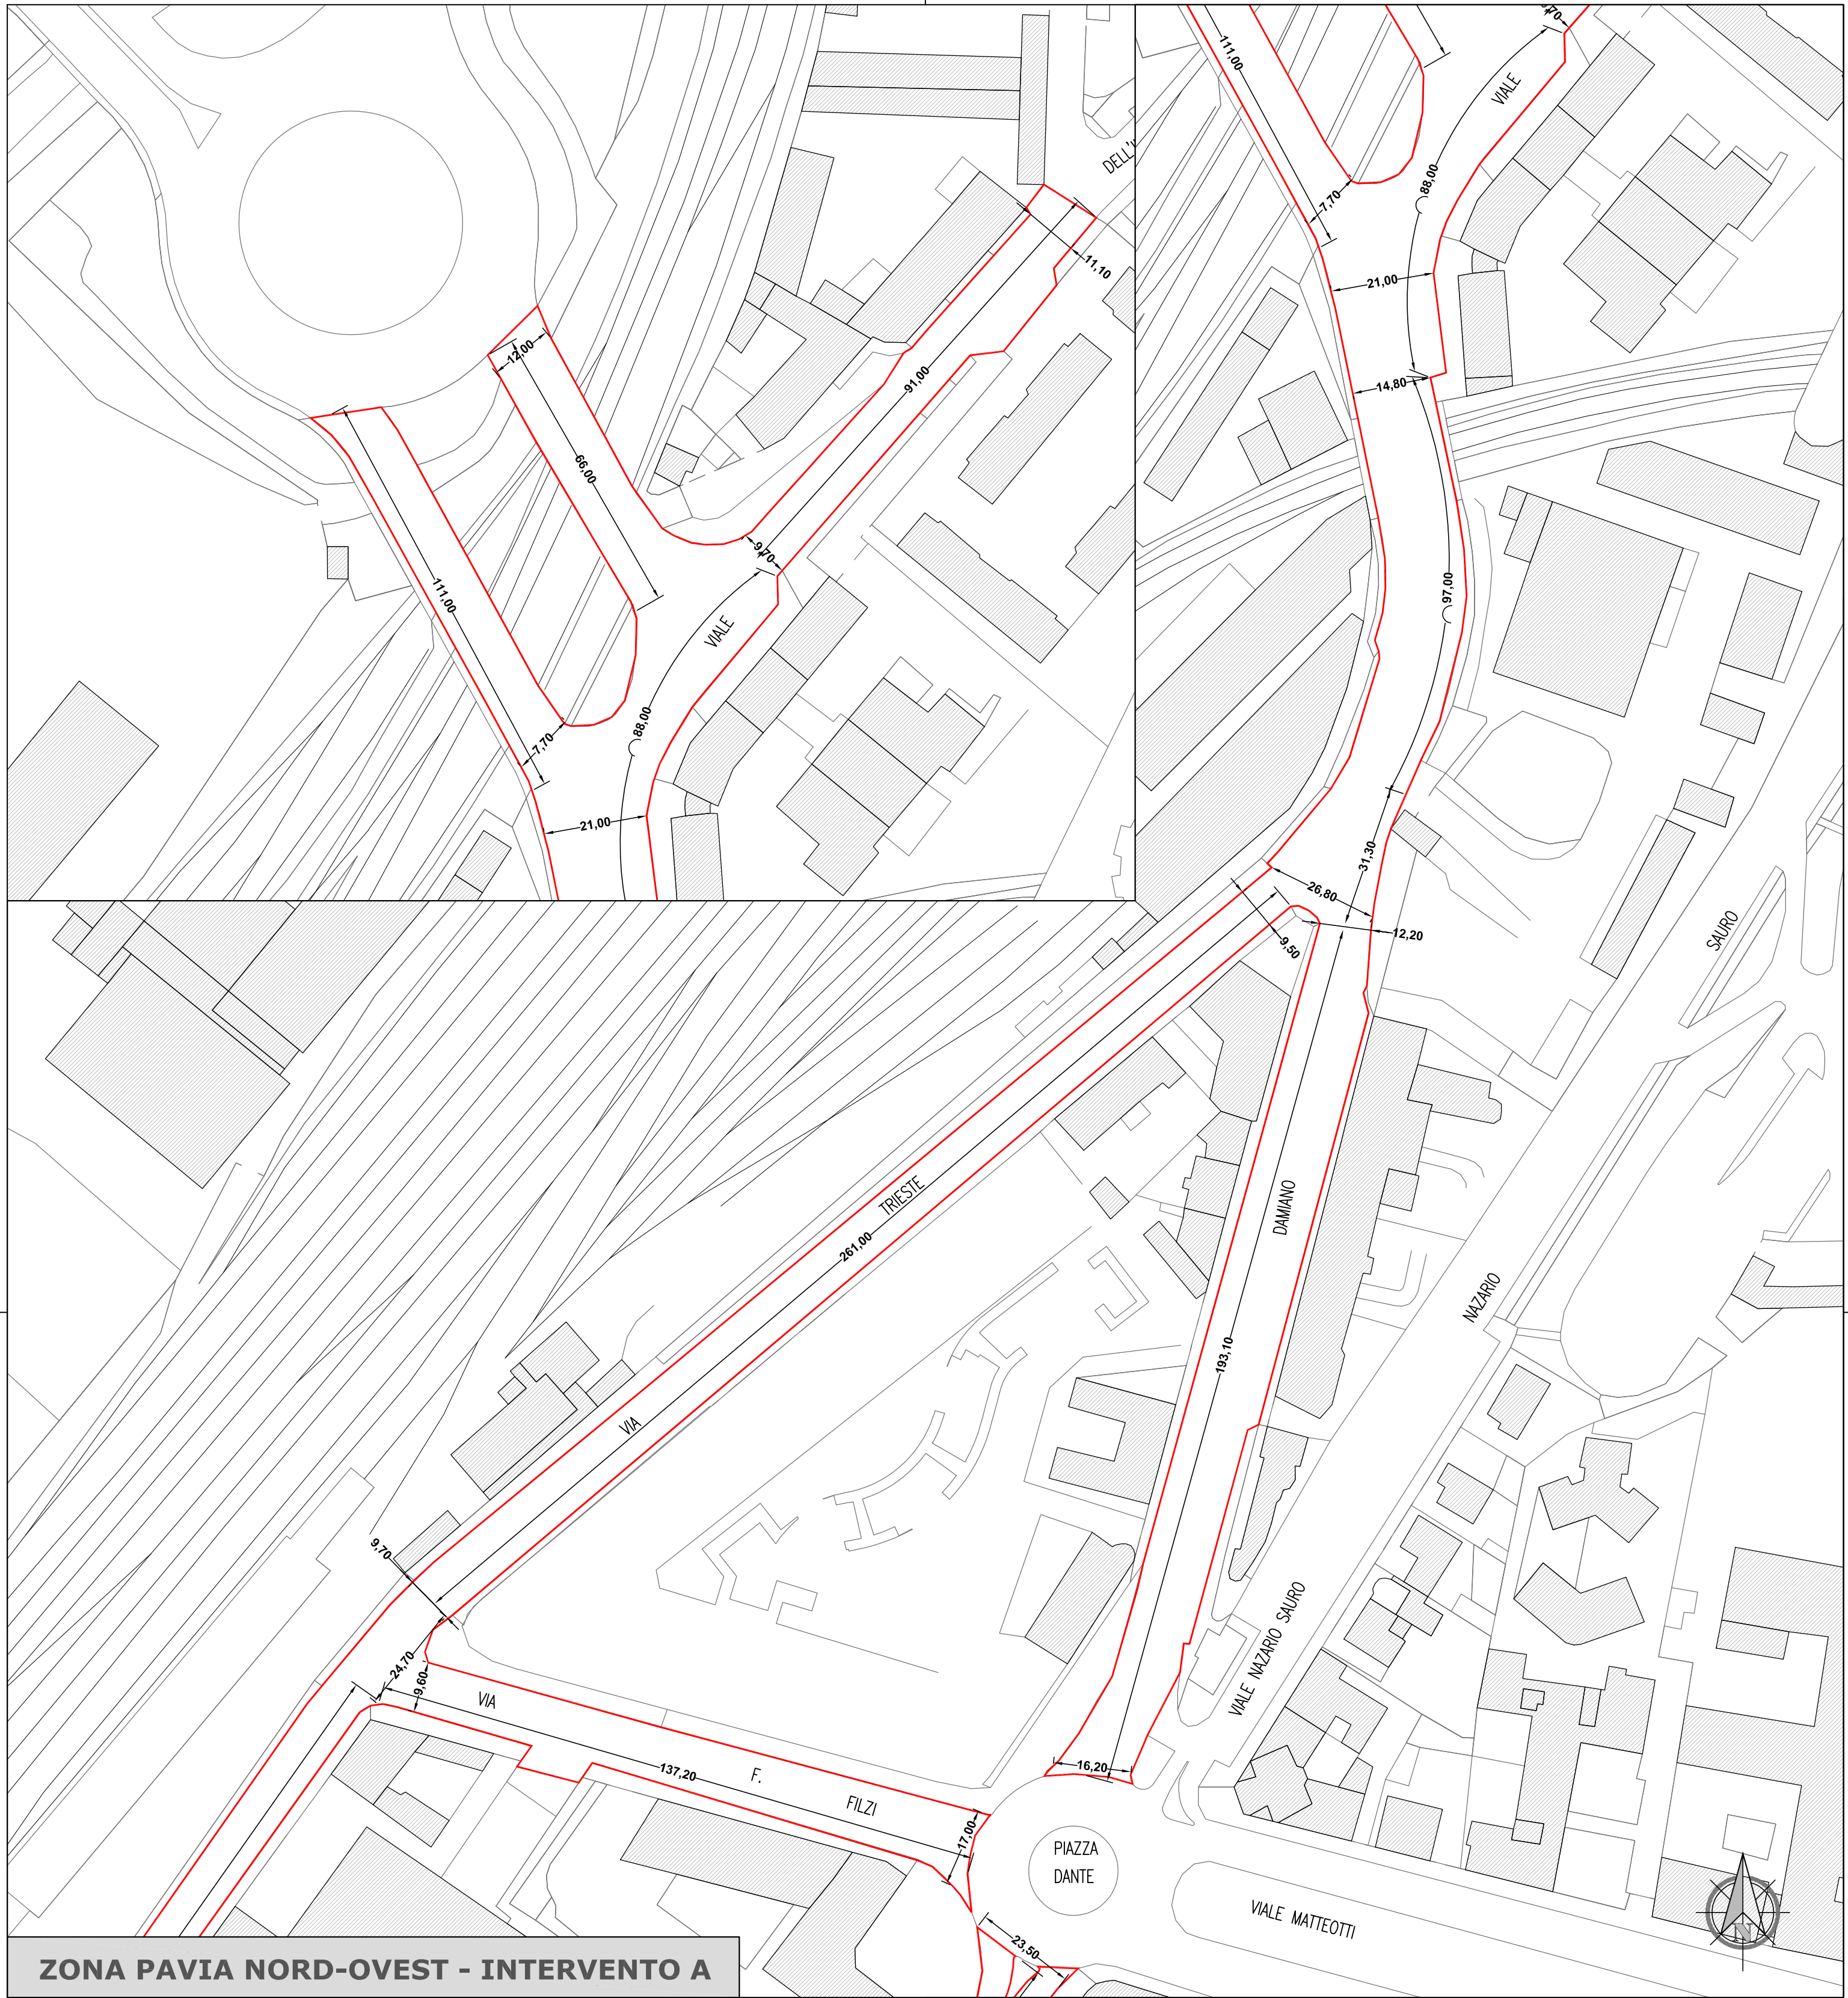 DELL'
12,00
11,10
91,00
66,00
9,70
111,00
VIALE
88,00
7,70
21,00
70
111,00
VIALE
88,00
7,70
21,00
14,80
97,00
31,30
26,80
12,20
9,50
SAURO
TRIESTE
261,00
DAMIANO
NAZARIO
193,10
VIA
9,70
24,70
9,60
VIA
137,20
F.
FILZI
17,00
16,20
VIALE NAZARIO SAURO
PIAZZA
DANTE
VIALE MATTEOTTI
23,50
N
ZONA PAVIA NORD-OVEST - INTERVENTO A